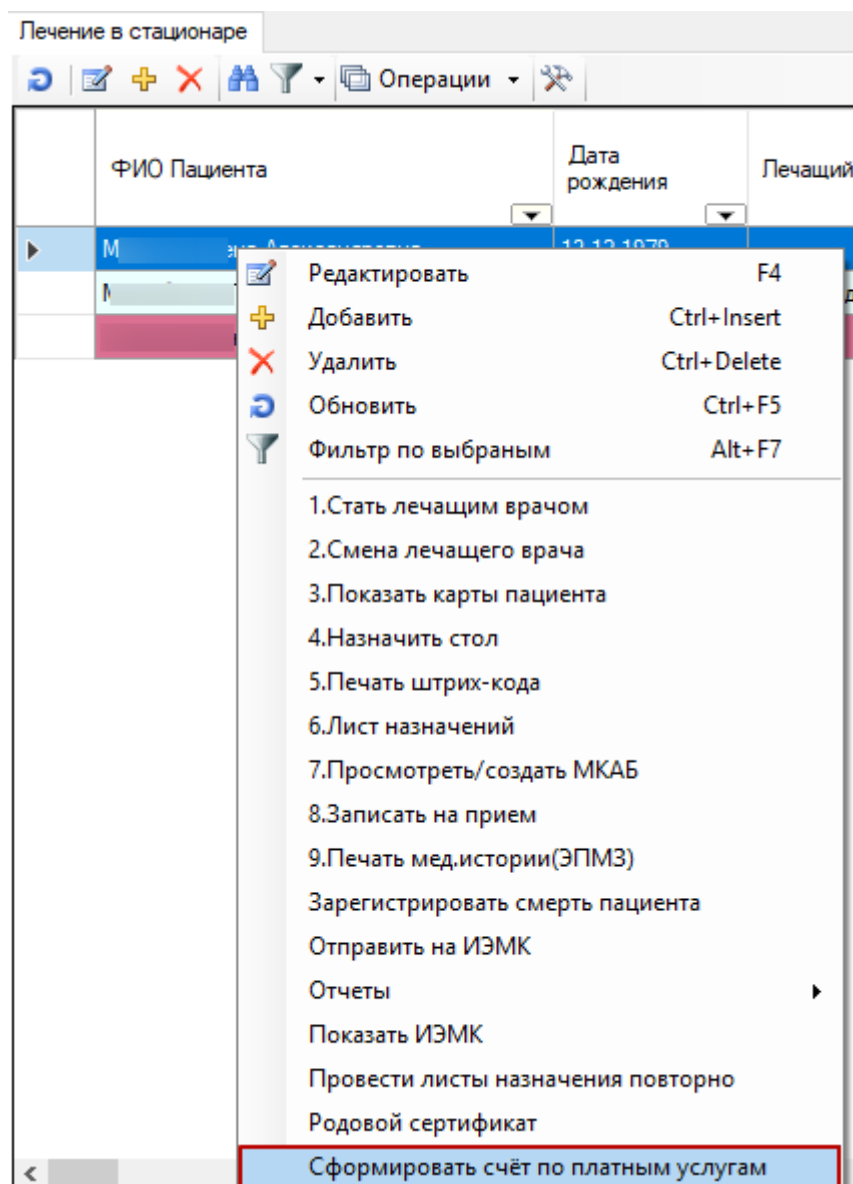 Лечение в стационаре
Операции
ФИО Пациента
Дата
рождения
Лечащий
Редактировать F4
Добавить Ctrl+Insert
Удалить Ctrl+Delete
Обновить Ctrl+F5
Фильтр по выбраным Alt+F7
1.Стать лечащим врачом
2.Смена лечащего врача
3.Показать карты пациента
4.Назначить стол
5.Печать штрих-кода
6.Лист назначений
7.Просмотреть/создать МКАБ
8.Записать на прием
9.Печать мед.истории(ЭПМЗ)
Зарегистрировать смерть пациента
Отправить на ИЭМК
Отчеты
Показать ИЭМК
Провести листы назначения повторно
Родовой сертификат
Сформировать счёт по платным услугам